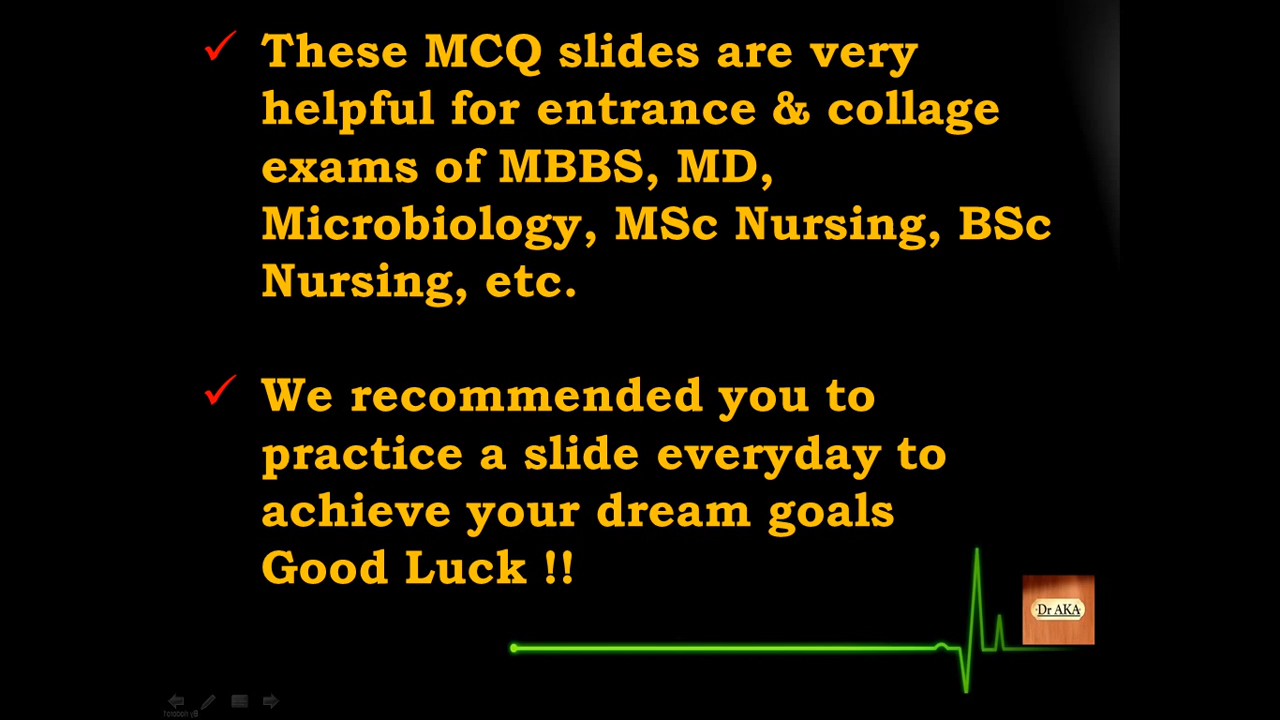 These MCQ slides are very
helpful for entrance & collage
exams of MBBS, MD,
Microbiology, MSc Nursing, BSc
Nursing, etc.
We recommended you to
practice a slide everyday to
achieve your dream goals
Good Luck !!
Dr AKA